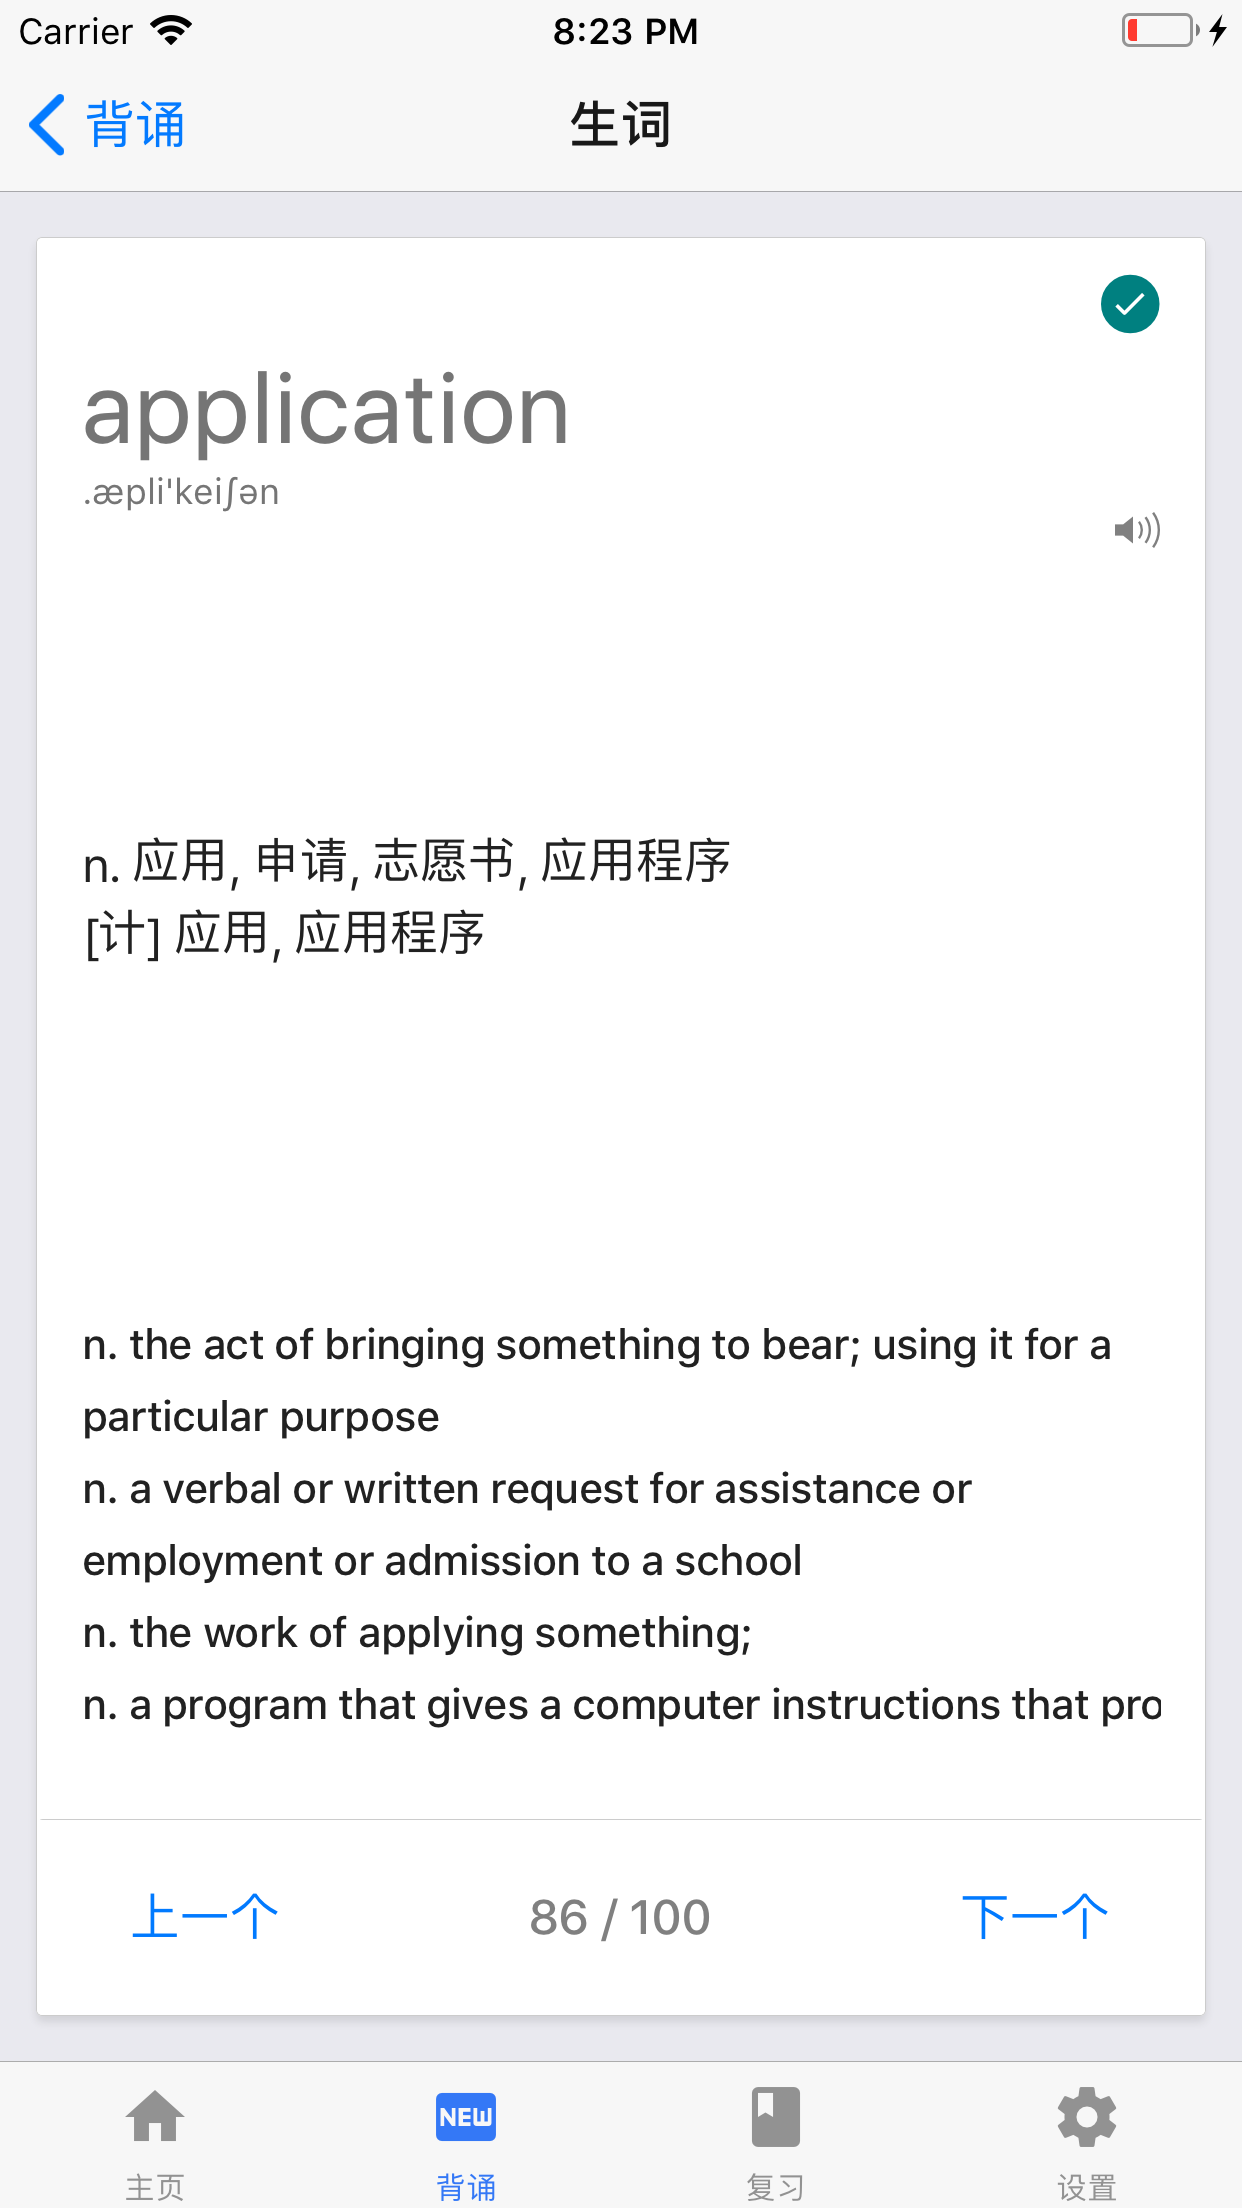 Carrier 8:23 PM
背诵 生词
application
.æpli'keiʃən
n. 应用, 申请, 志愿书, 应用程序
[计] 应用, 应用程序
n. the act of bringing something to bear; using it for a
particular purpose
n. a verbal or written request for assistance or
employment or admission to a school
n. the work of applying something;
n. a program that gives a computer instructions that pro
上一个 86 / 100 下一个
NEW
主页 背诵 复习 设置